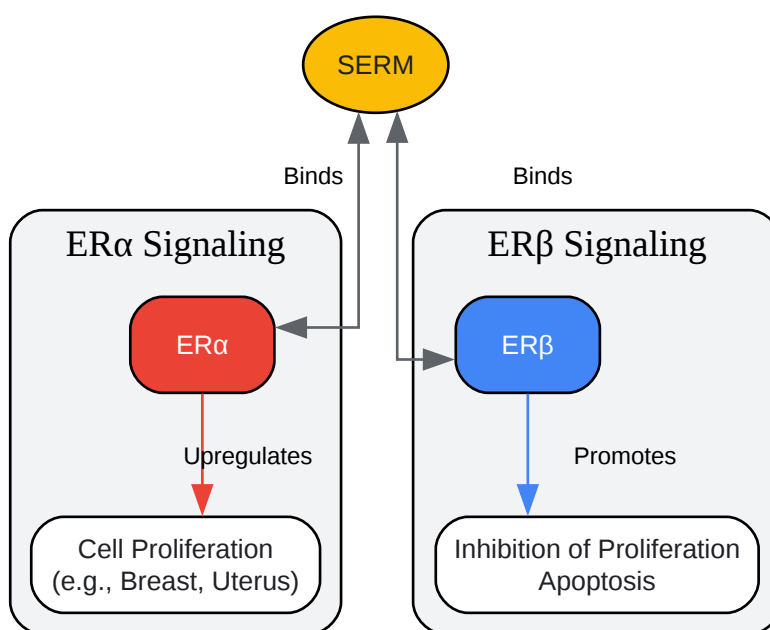 SERM
Binds
Binds
ERα Signaling
ERβ Signaling
ERα
ERβ
Upregulates
Promotes
Cell Proliferation
(e.g., Breast, Uterus)
Inhibition of Proliferation
Apoptosis